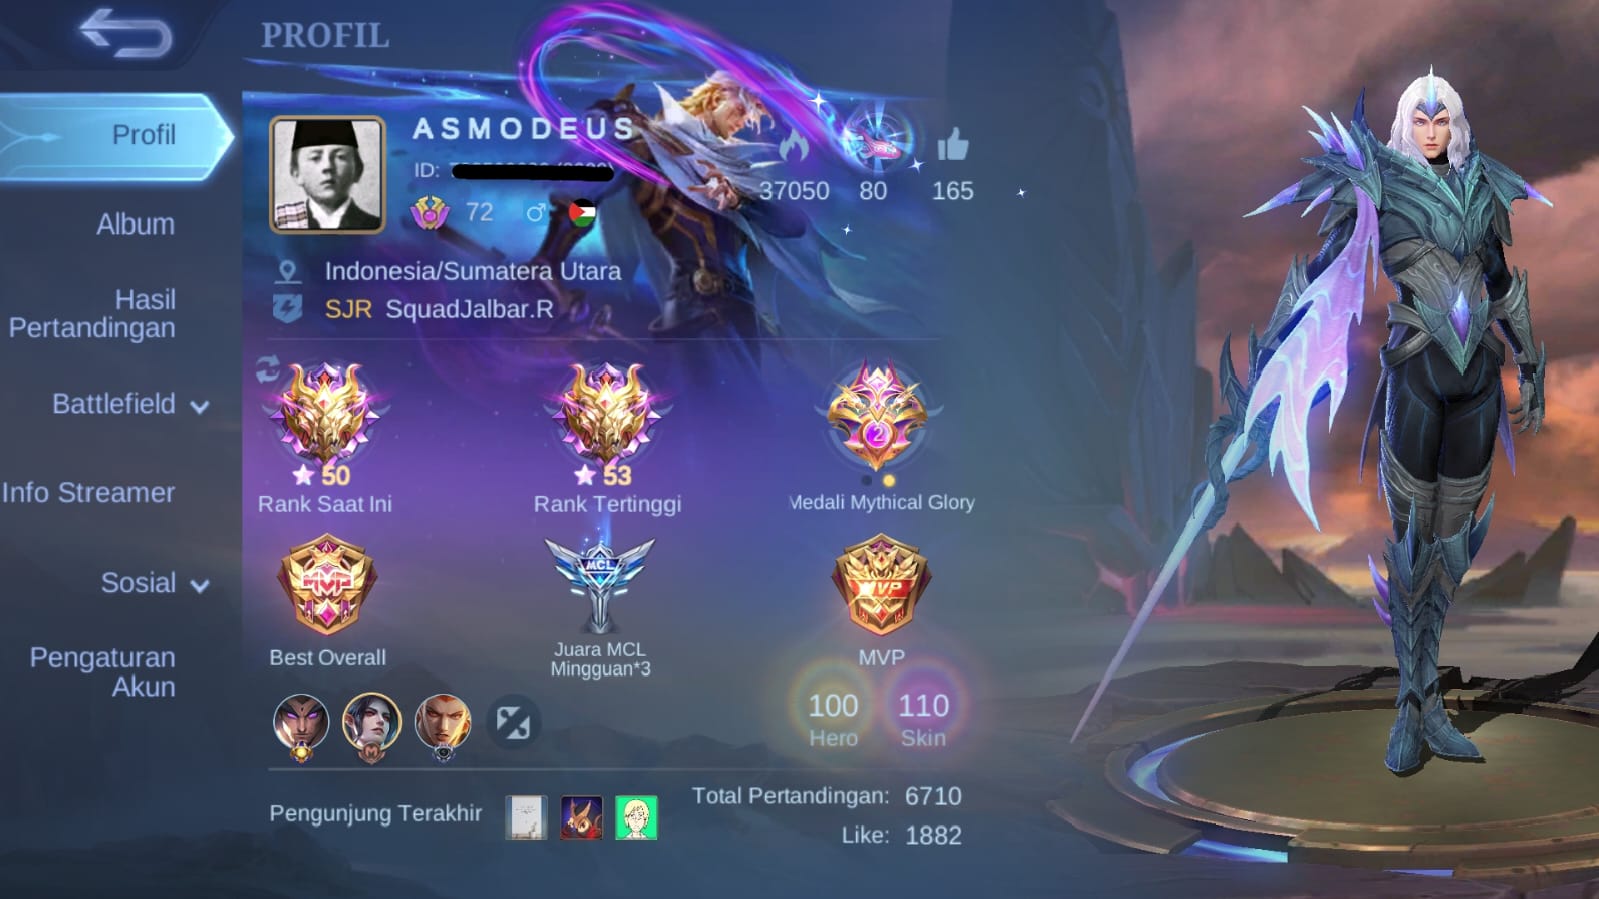 PROFIL
Profil
Album
Hasil
Pertandingan
Battlefield
Info Streamer
Sosial
Pengaturan
Akun
ASMODEUS
ID:
72
37050
80
165
Indonesia/Sumatera Utara
SJR SquadJalbar.R
50
Rank Saat Ini
53
Rank Tertinggi
2
Medali Mythical Glory
MVP
Best Overall
MCL
Juara MCL
Mingguan*3
MVP
MVP
100
Hero
110
Skin
M
Pengunjung Terakhir
Total Pertandingan: 6710
Like: 1882